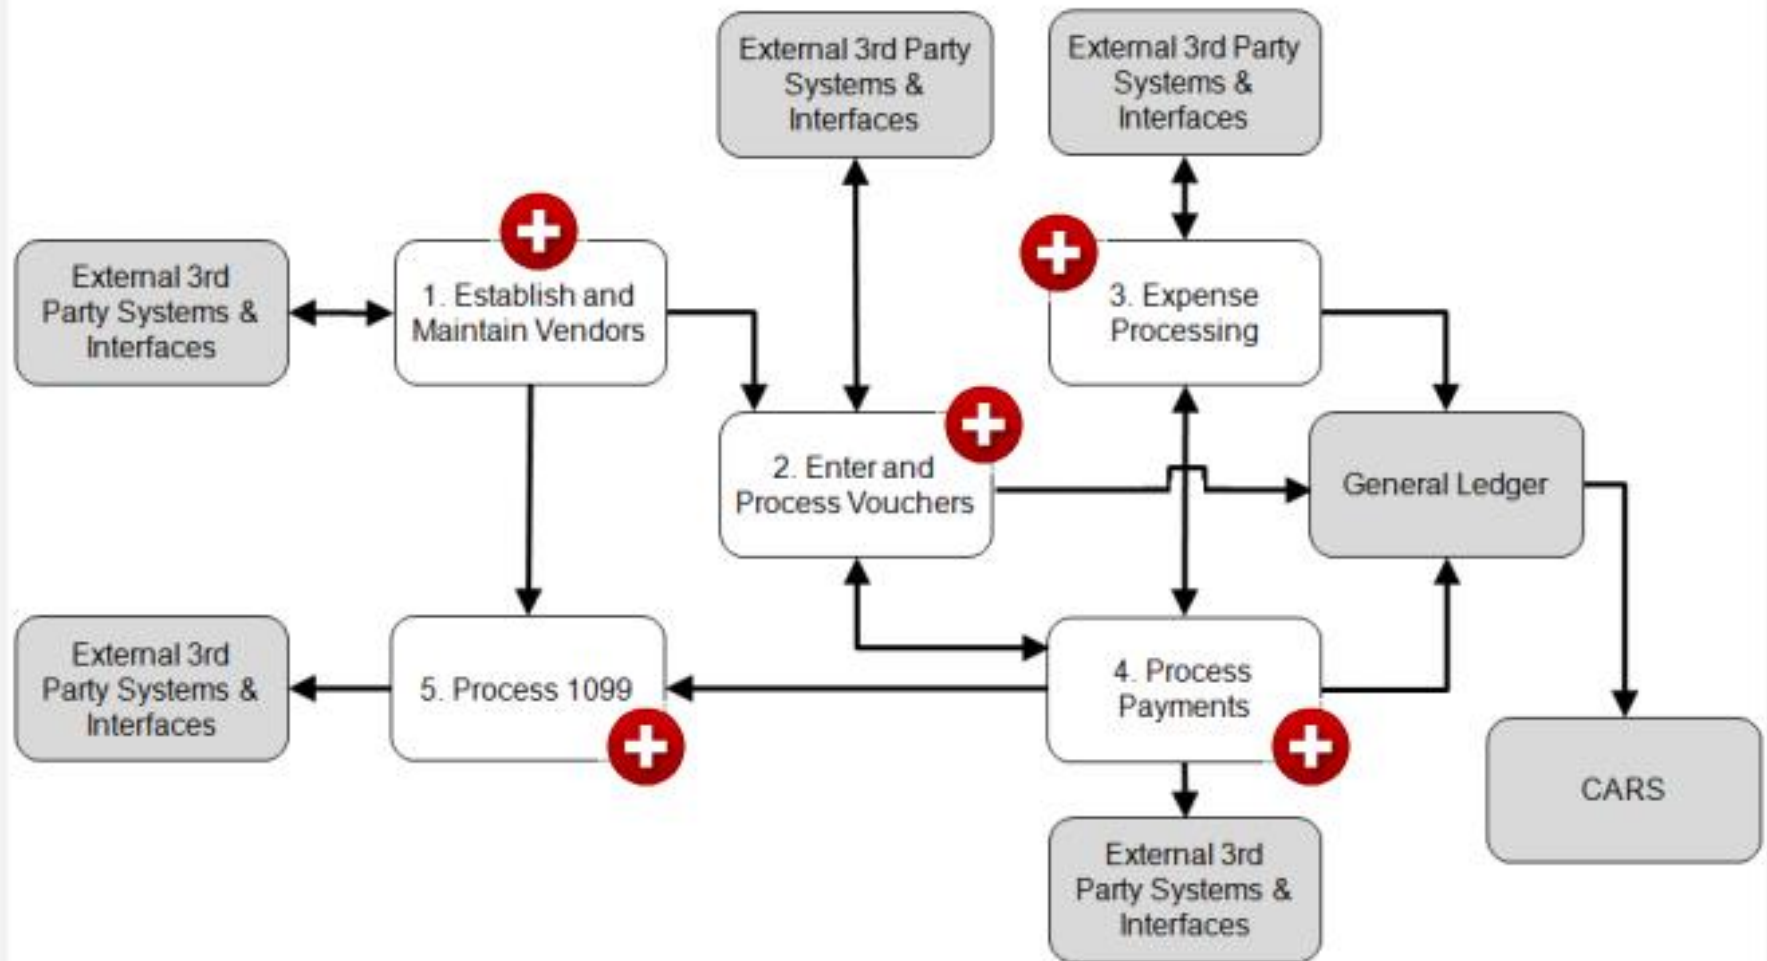 External 3rd Party
Systems &
Interfaces
External 3rd Party
Systems &
Interfaces
External 3rd
Party Systems &
Interfaces
1. Establish and
Maintain Vendors
3. Expense
Processing
2. Enter and
Process Vouchers
General Ledger
External 3rd
Party Systems &
Interfaces
5. Process 1099
4. Process
Payments
CARS
External 3rd
Party Systems &
Interfaces